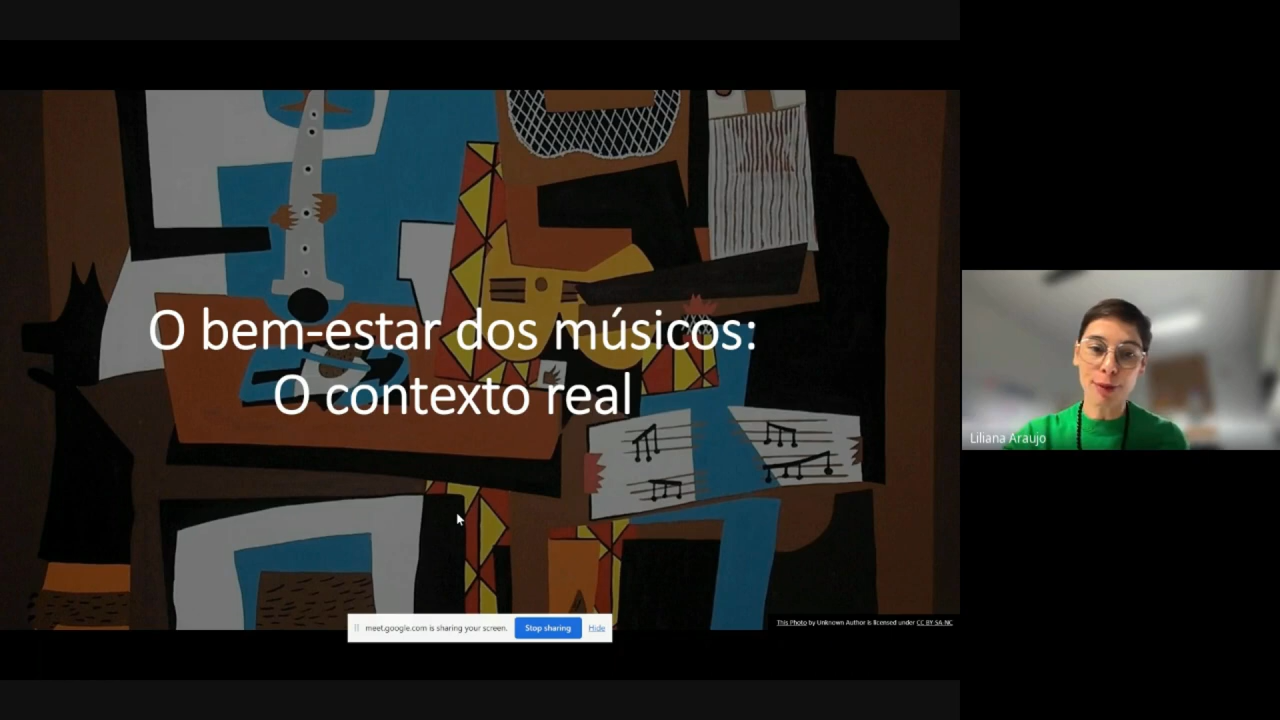 O bem-estar dos músicos:
O contexto real
Liliana Araujo
This Photo by Unknown Author is licensed under CC BY-SA-NC
meet.google.com is sharing your screen.
Stop sharing
Hide